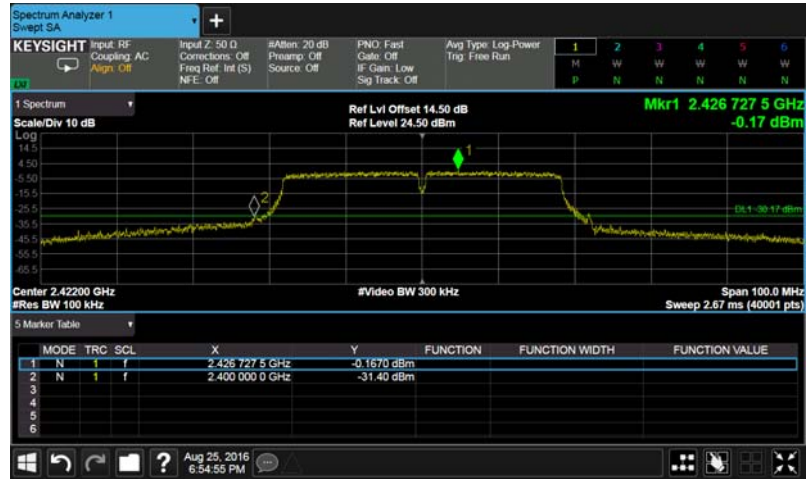 Spectrum Analyzer 1
Swept SA
+
KEYSIGHT Input: RF Input Z: 50 Ω #Atten: 20 dB PNO: Fast Avg Type: Log-Power 1 2 3 4 5 6
Coupling: AC Corrections: Off Preamp: Off Gate: Off Trig: Free Run M W W W W W
Align: Off Freq Ref: Int (S) Source: Off IF Gain: Low P N N N N N
NFE: Off Sig Track: Off
LXI
1 Spectrum Ref Lvl Offset 14.50 dB Mkr1 2.426 727 5 GHz
Scale/Div 10 dB Ref Level 24.50 dBm -0.17 dBm
Log
14.5
4.50
-5.50
-15.5
-25.5
-35.5
-45.5
-55.5
-65.5
1
2
DL1 -30.17 dBm
Center 2.42200 GHz #Video BW 300 kHz Span 100.0 MHz
#Res BW 100 kHz Sweep 2.67 ms (40001 pts)
5 Marker Table
MODE TRC SCL X Y FUNCTION FUNCTION WIDTH FUNCTION VALUE
1 N 1 f 2.426 727 5 GHz -0.1670 dBm
2 N 1 f 2.400 000 0 GHz -31.40 dBm
3
4
5
6
? Aug 25, 2016
6:54:55 PM